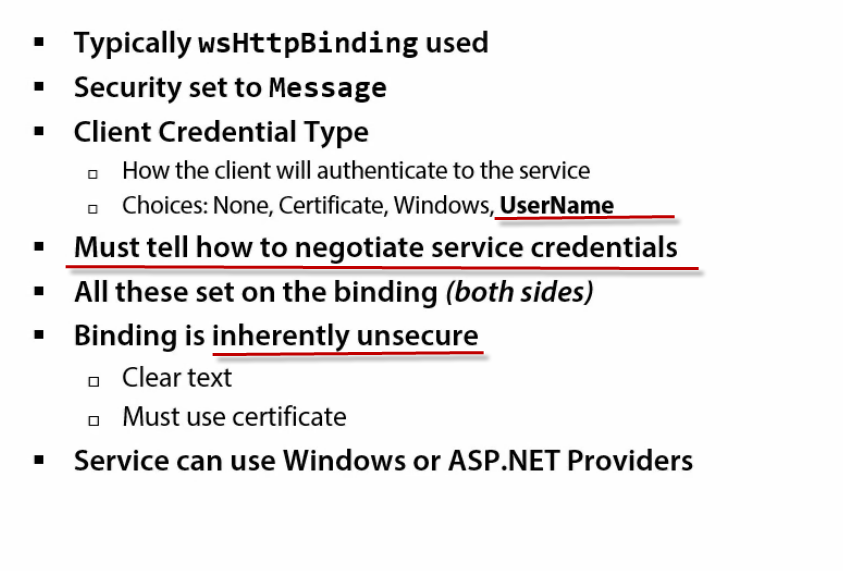 Typically wsHttpBinding used
Security set to Message
Client Credential Type
How the client will authenticate to the service
Choices: None, Certificate, Windows, UserName
Must tell how to negotiate service credentials
All these set on the binding (both sides)
Binding is inherently unsecure
Clear text
Must use certificate
Service can use Windows or ASP.NET Providers